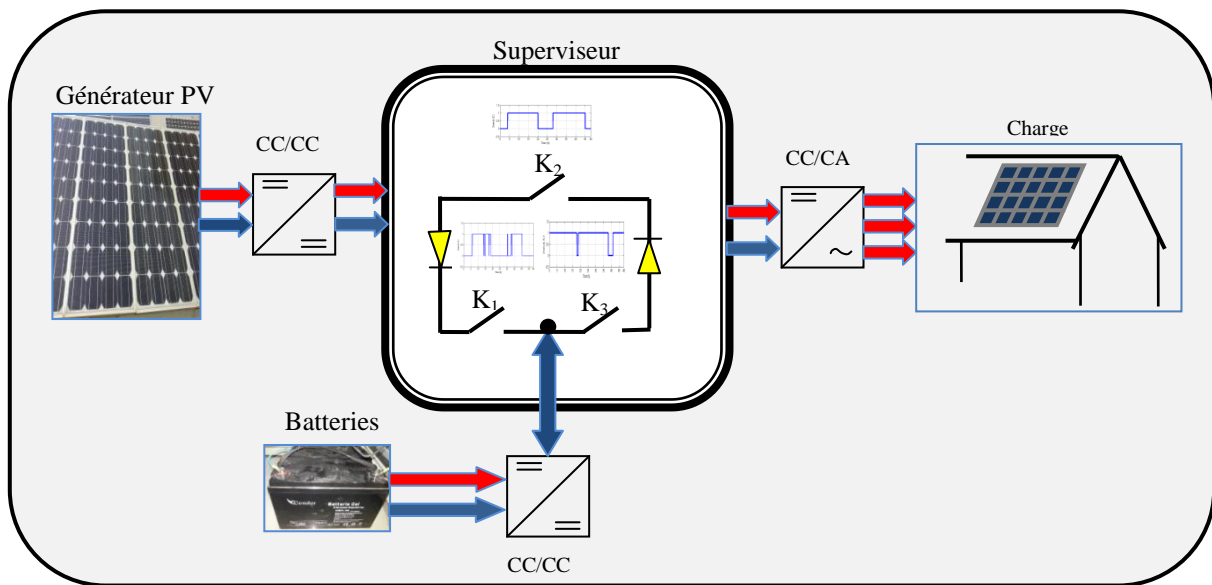 Superviseur
Générateur PV
CC/CC
K2
CC/CA
Charge
K1
K3
Batteries
CC/CC